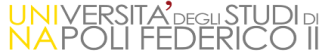 UNIVERSITA' DEGLI STUDI DI
NAPOLI FEDERICO II